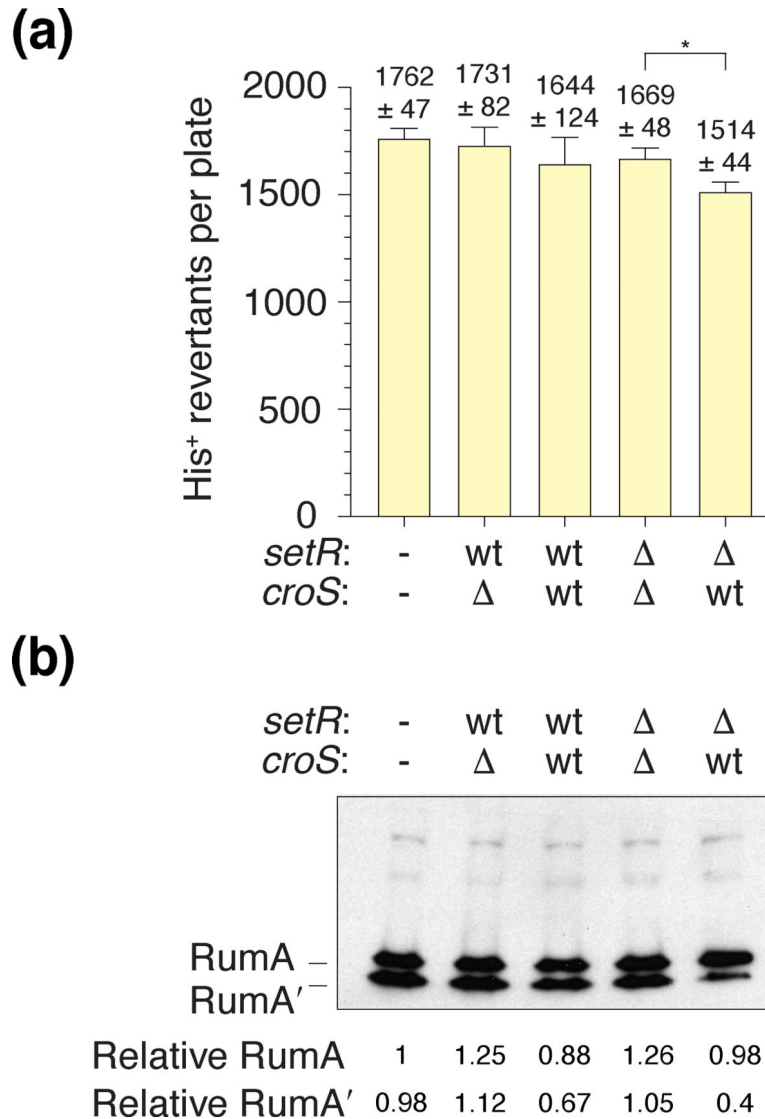 (a)
*
1762 1731 1644 1669 1514
± 47 ± 82 ± 124 ± 48 ± 44
His⁺ revertants per plate
2000
1500
1000
500
0
setR: - wt wt Δ Δ
croS: - Δ wt Δ wt
(b)
setR: - wt wt Δ Δ
croS: - Δ wt Δ wt
RumA
RumA′
Relative RumA 1 1.25 0.88 1.26 0.98
Relative RumA′ 0.98 1.12 0.67 1.05 0.4